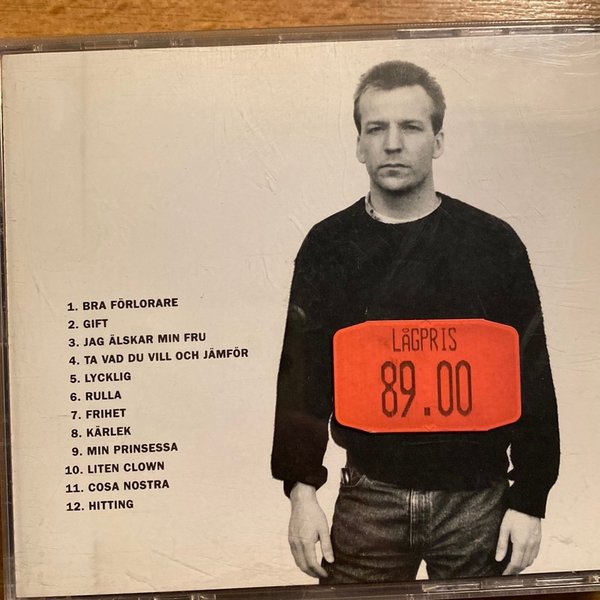 1. BRA FÖRLORARE
2. GIFT
3. JAG ÄLSKAR MIN FRU
4. TA VAD DU VILL OCH JÄMFÖR
5. LYCKLIG
6. RULLA
7. FRIHET
8. KÄRLEK
9. MIN PRINSESSA
10. LITEN CLOWN
11. COSA NOSTRA
12. HITTING
LÅGPRIS
89.00